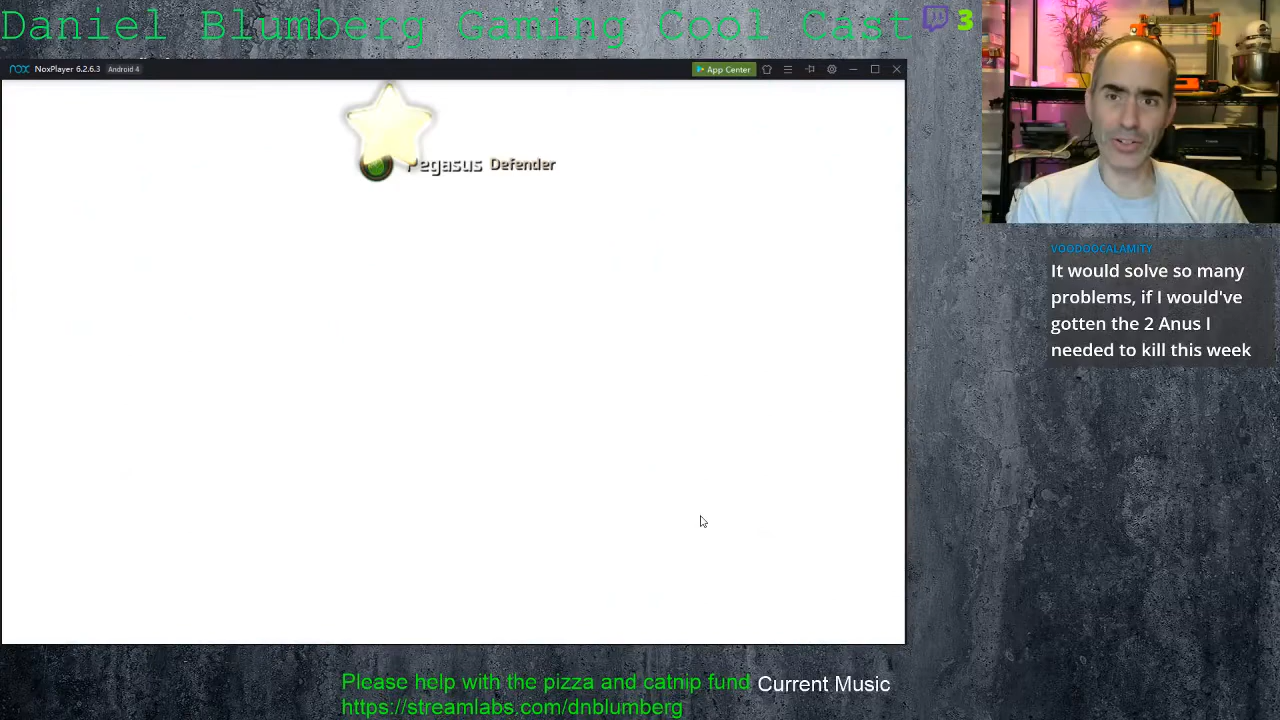 Daniel Blumberg Gaming Cool Cast
3
nox NoxPlayer 6.2.6.3 Android 4
App Center
Pegasus Defender
VOODOOCALAMITY
It would solve so many
problems, if I would've
gotten the 2 Anus I
needed to kill this week
Please help with the pizza and catnip fund
https://streamlabs.com/dnblumberg
Current Music